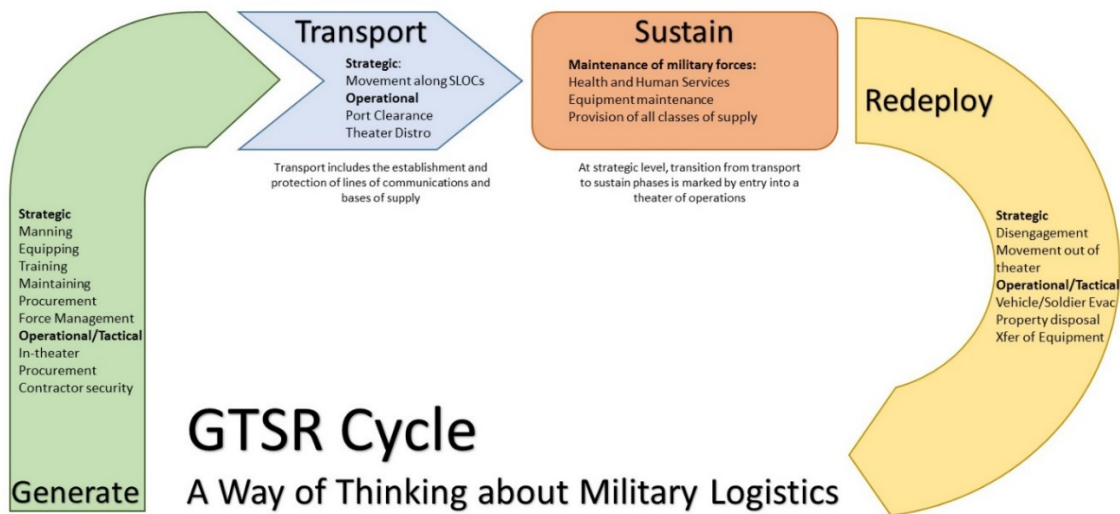 Transport
Strategic:
Movement along SLOCs
Operational
Port Clearance
Theater Distro
Transport includes the establishment and
protection of lines of communications and
bases of supply
Sustain
Maintenance of military forces:
Health and Human Services
Equipment maintenance
Provision of all classes of supply
At strategic level, transition from transport
to sustain phases is marked by entry into a
theater of operations
Redeploy
Strategic
Disengagement
Movement out of
theater
Operational/Tactical
Vehicle/Soldier Evac
Property disposal
Xfer of Equipment
Strategic
Manning
Equipping
Training
Maintaining
Procurement
Force Management
Operational/Tactical
In-theater
Procurement
Contractor security
Generate
GTSR Cycle
A Way of Thinking about Military Logistics